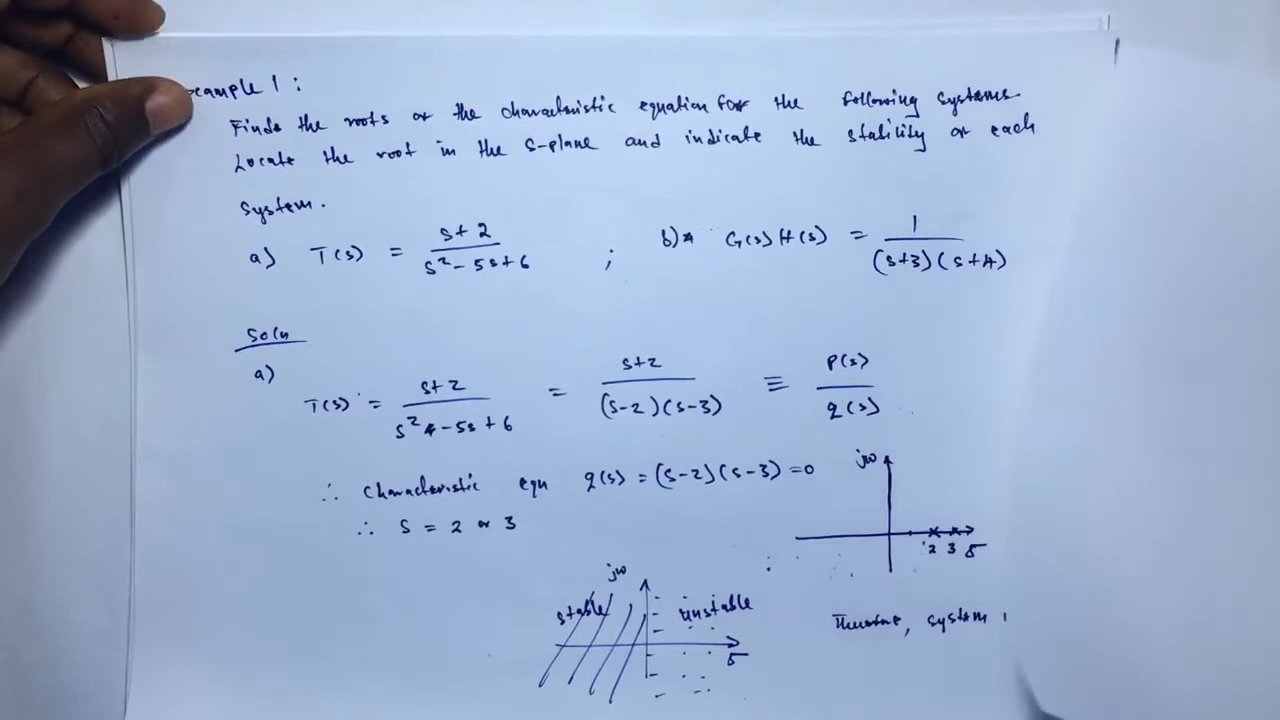 Example 1:
Finds the roots of the characteristic equation for the following systems
Locate the root in the s-plane and indicate the stability of each
system.
a) T(s) = s+2 / s² - 5s + 6 ; b) G(s) H(s) = 1 / (s+3)(s+4)
Soln
a)
T(s) = s+2 / s² - 5s + 6 = s+2 / (s-2)(s-3) ≡ P(s) / q(s)
∴ characteristic eqn q(s) = (s-2)(s-3) = 0
∴ s = 2 or 3
jω
2 3 σ
jω
stable unstable
σ
Therefore, system